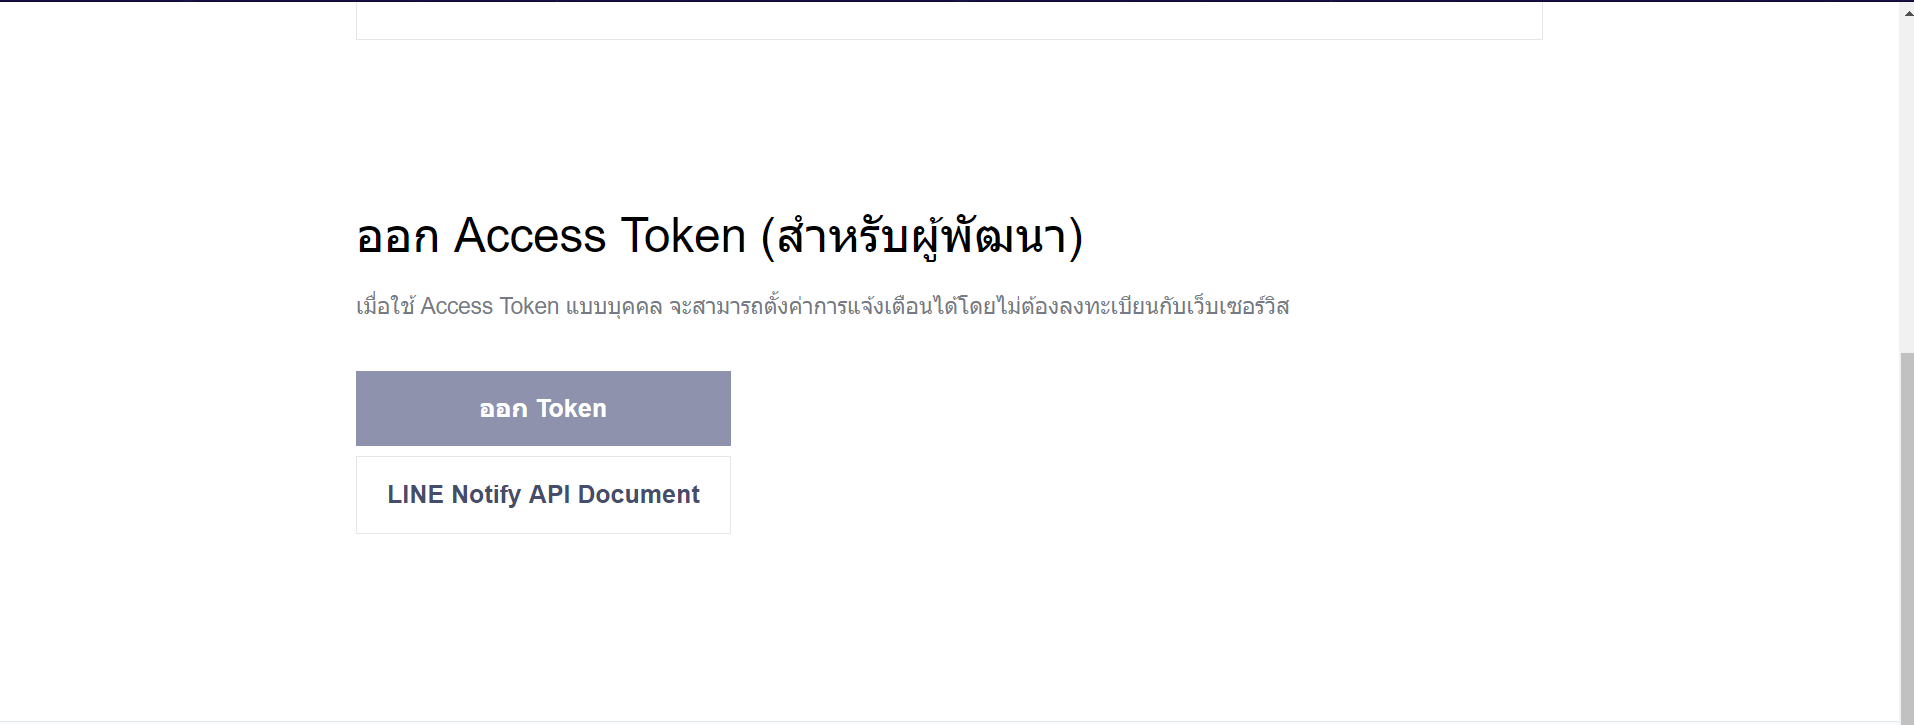 ออก Access Token (สำหรับผู้พัฒนา)
เมื่อใช้ Access Token แบบบุคคล จะสามารถตั้งค่าการแจ้งเตือนได้โดยไม่ต้องลงทะเบียนกับเว็บเซอร์วิส
ออก Token
LINE Notify API Document